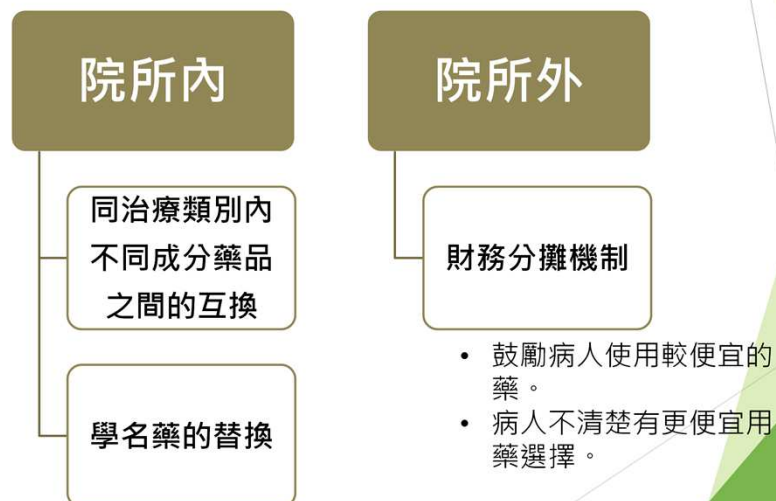 院所內
同治療類別內
不同成分藥品
之間的互換
學名藥的替換
院所外
財務分攤機制
• 鼓勵病人使用較便宜的
藥。
• 病人不清楚有更便宜用
藥選擇。